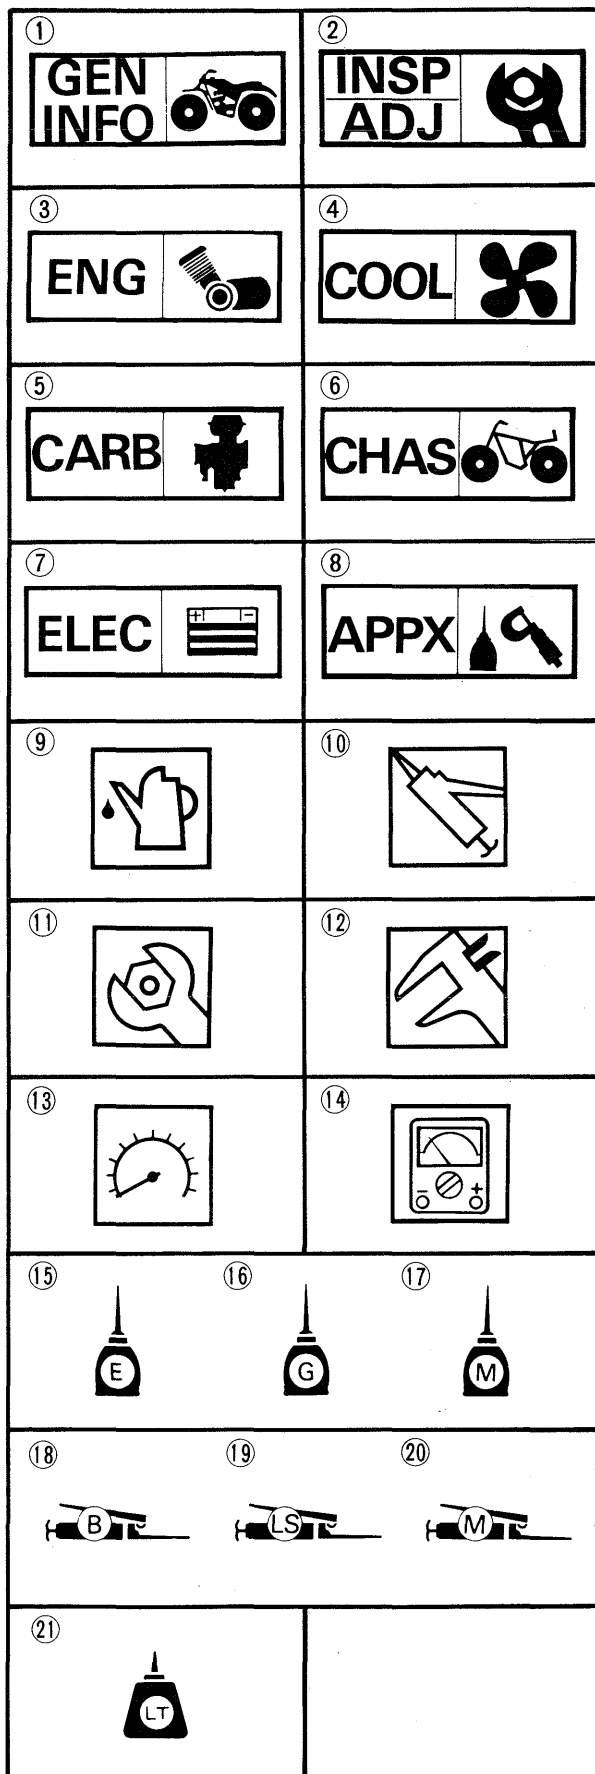 ① ②
GEN INSP
INFO ADJ
③ ④
ENG COOL
⑤ ⑥
CARB CHAS
⑦ ⑧
ELEC + − APPX
⑨ ⑩
⑪ ⑫
⑬ ⑭
− +
⑮ ⑯ ⑰
E G M
⑱ ⑲ ⑳
B LS M
㉑
LT